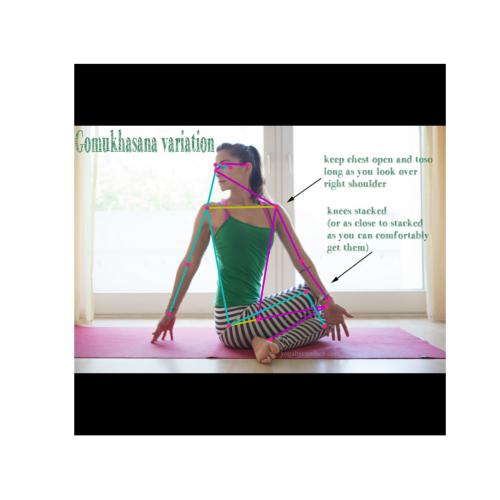 Gomukhasana variation
keep chest open and toso
long as you look over
right shoulder
knees stacked
(or as close to stacked
as you can comfortably
get them)